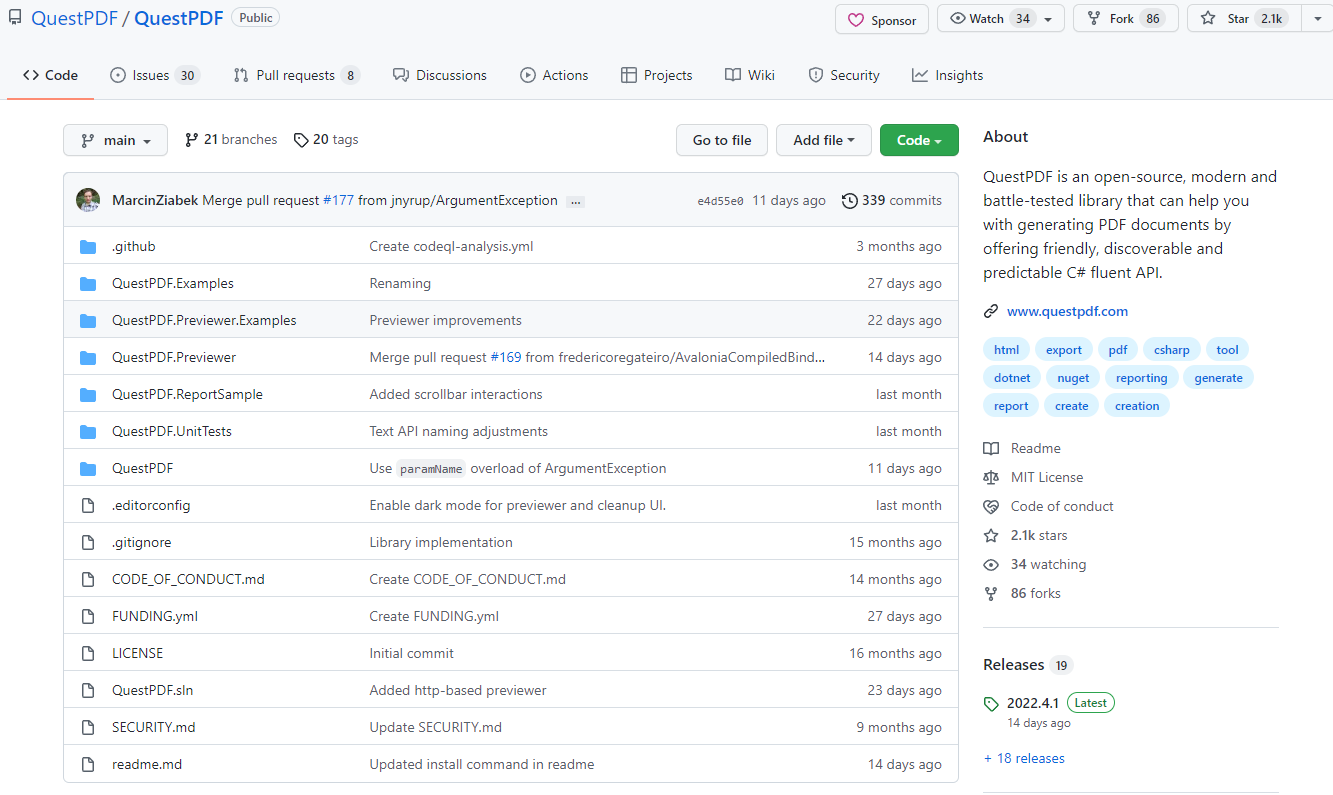 QuestPDF / QuestPDF Public Sponsor Watch 34 Fork 86 Star 2.1k
Code Issues 30 Pull requests 8 Discussions Actions Projects Wiki Security Insights
main 21 branches 20 tags Go to file Add file Code
MarcinZiabek Merge pull request #177 from jnyrup/ArgumentException ... e4d55e0 11 days ago 339 commits
.github Create codeql-analysis.yml 3 months ago
QuestPDF.Examples Renaming 27 days ago
QuestPDF.Previewer.Examples Previewer improvements 22 days ago
QuestPDF.Previewer Merge pull request #169 from fredericoregateiro/AvaloniaCompiledBind... 14 days ago
QuestPDF.ReportSample Added scrollbar interactions last month
QuestPDF.UnitTests Text API naming adjustments last month
QuestPDF Use paramName overload of ArgumentException 11 days ago
.editorconfig Enable dark mode for previewer and cleanup UI. last month
.gitignore Library implementation 15 months ago
CODE_OF_CONDUCT.md Create CODE_OF_CONDUCT.md 14 months ago
FUNDING.yml Create FUNDING.yml 27 days ago
LICENSE Initial commit 16 months ago
QuestPDF.sln Added http-based previewer 23 days ago
SECURITY.md Update SECURITY.md 9 months ago
readme.md Updated install command in readme 14 days ago
About
QuestPDF is an open-source, modern and
battle-tested library that can help you
with generating PDF documents by
offering friendly, discoverable and
predictable C# fluent API.
www.questpdf.com
html export pdf csharp tool
dotnet nuget reporting generate
report create creation
Readme
MIT License
Code of conduct
2.1k stars
34 watching
86 forks
Releases 19
2022.4.1 Latest
14 days ago
+ 18 releases